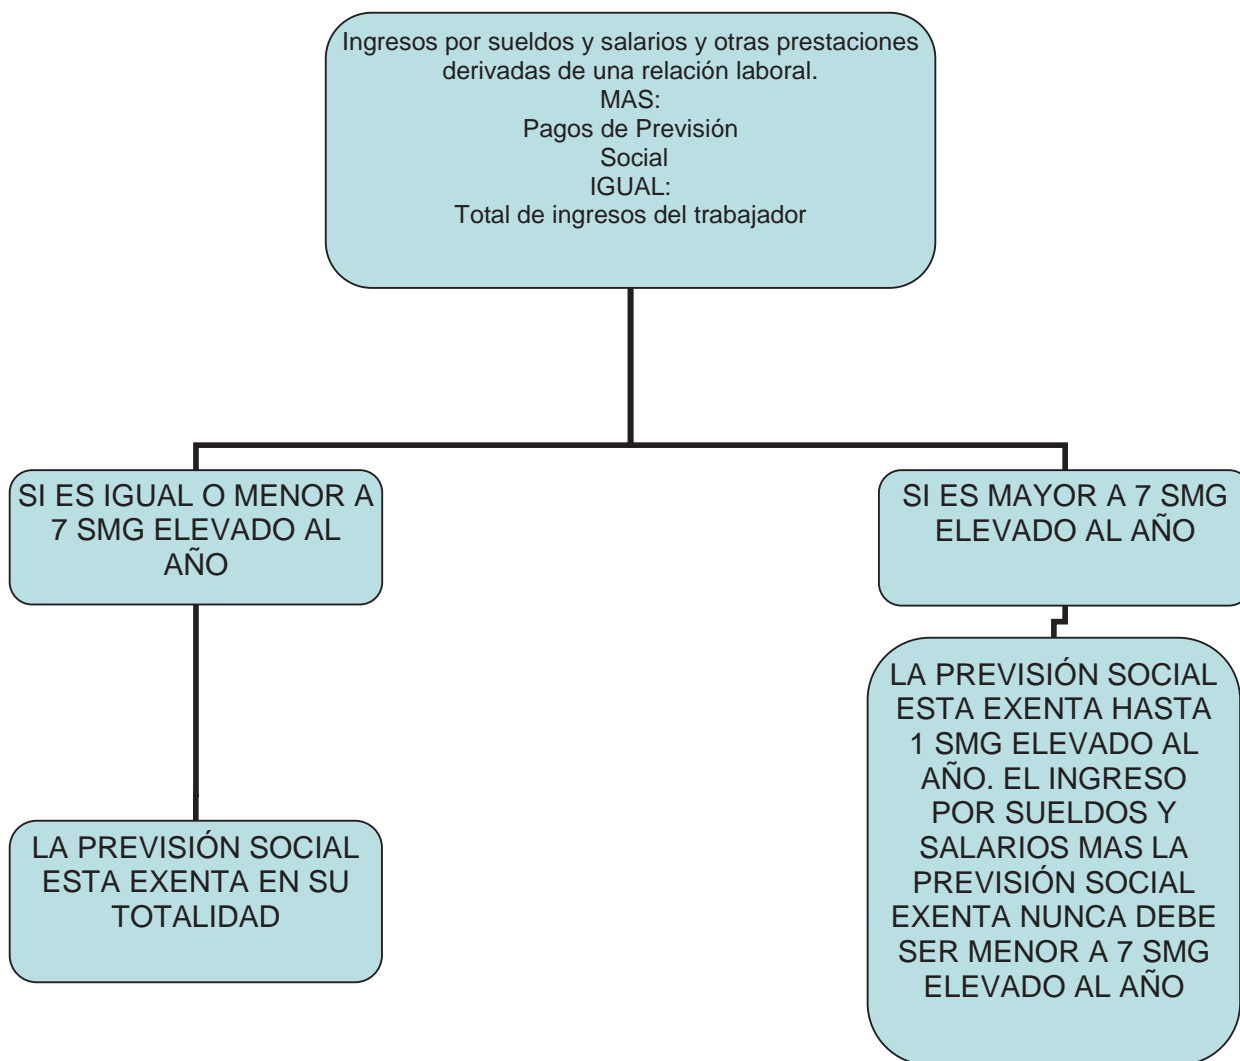 Ingresos por sueldos y salarios y otras prestaciones
derivadas de una relación laboral.
MAS:
Pagos de Previsión
Social
IGUAL:
Total de ingresos del trabajador
SI ES IGUAL O MENOR A
7 SMG ELEVADO AL
AÑO
SI ES MAYOR A 7 SMG
ELEVADO AL AÑO
LA PREVISIÓN SOCIAL
ESTA EXENTA EN SU
TOTALIDAD
LA PREVISIÓN SOCIAL
ESTA EXENTA HASTA
1 SMG ELEVADO AL
AÑO. EL INGRESO
POR SUELDOS Y
SALARIOS MAS LA
PREVISIÓN SOCIAL
EXENTA NUNCA DEBE
SER MENOR A 7 SMG
ELEVADO AL AÑO